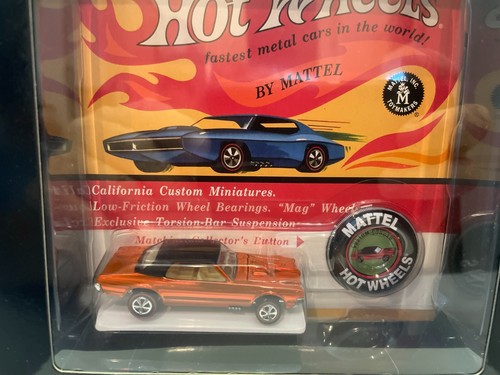 Hot Wheels
fastest metal cars in the world!
BY MATTEL
MATTEL, INC.
M
TOYMAKERS
California Custom Miniatures.
Low-Friction Wheel Bearings. "Mag" Wheel
Exclusive Torsion-Bar Suspension
Collector's Button
MATTEL
HOT WHEELS